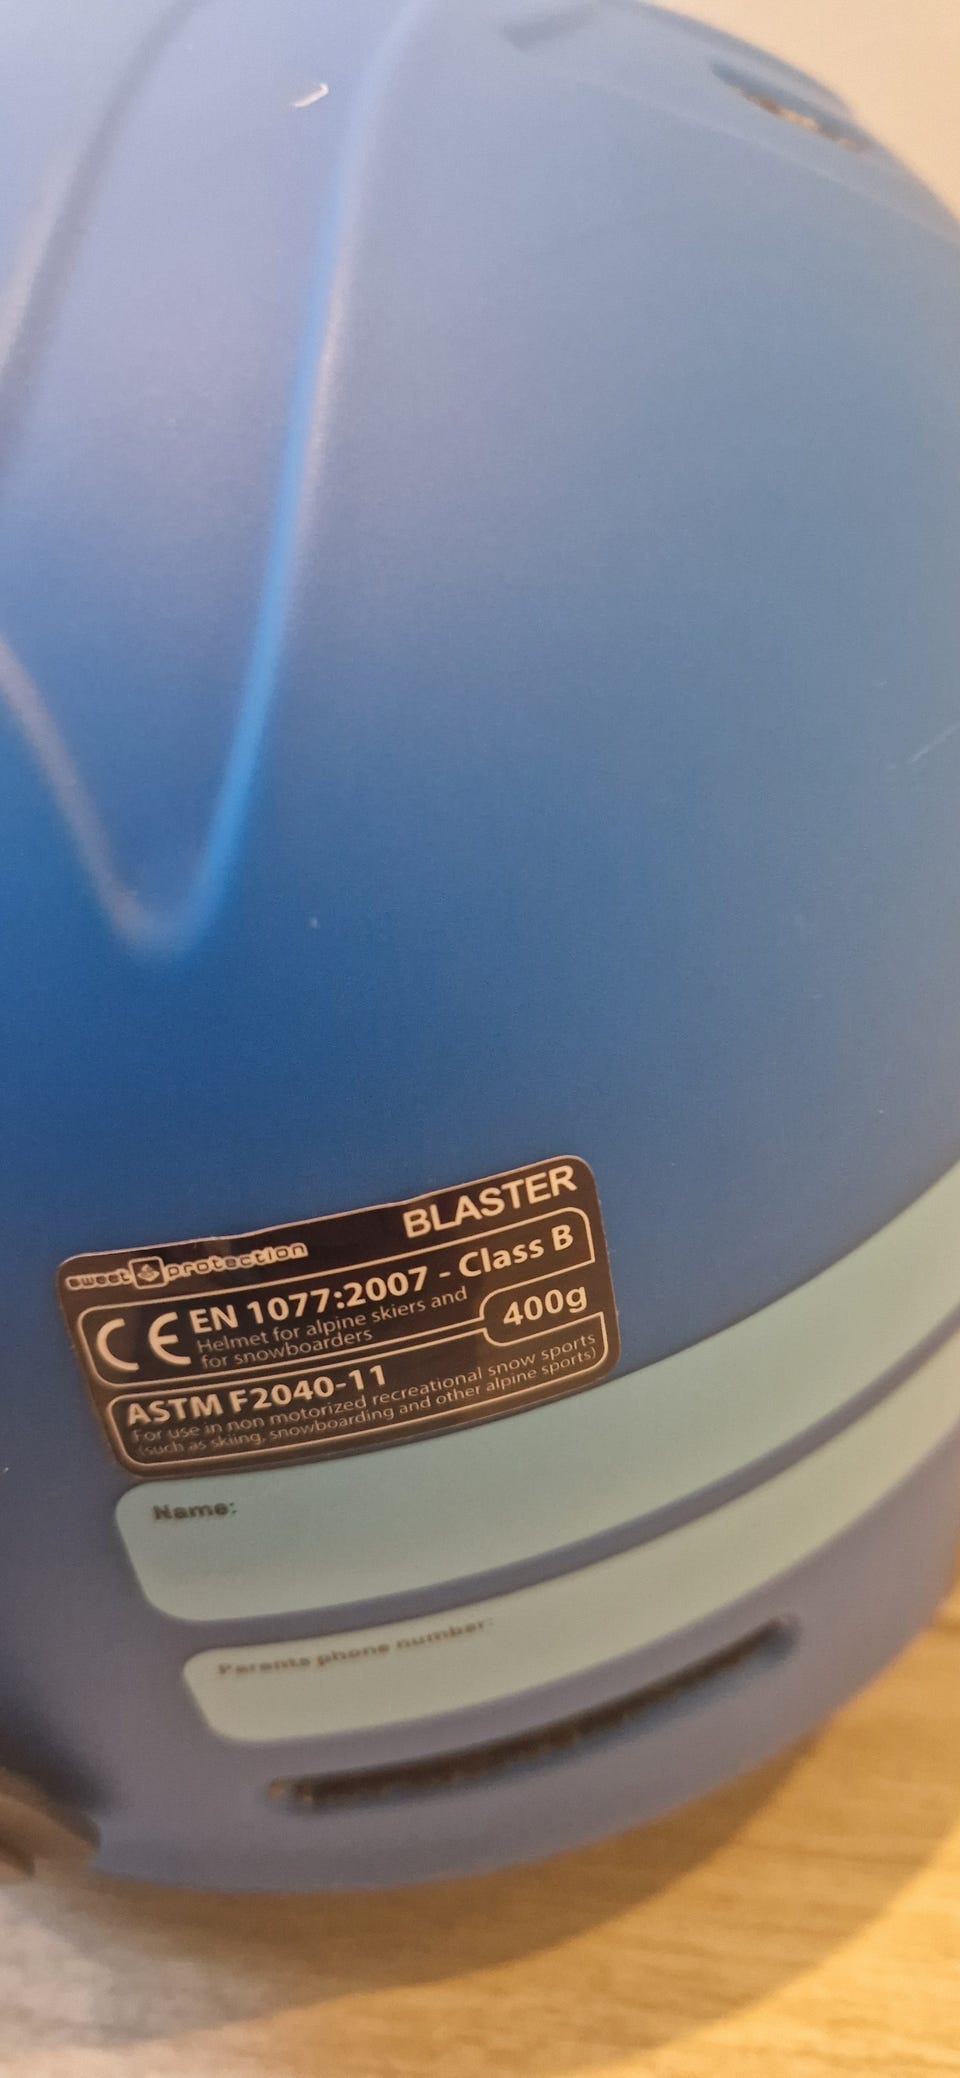 BLASTER
sweet protection
CE EN 1077:2007 - Class B
Helmet for alpine skiers and
for snowboarders
400g
ASTM F2040-11
For use in non motorized recreational snow sports
(such as skiing, snowboarding and other alpine sports)
Name:
Parents phone number: